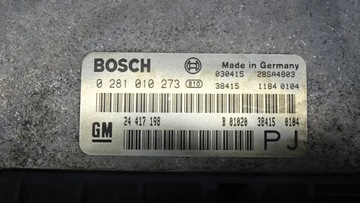 BOSCH
Made in Germany
030415 28SA4803
0 281 010 273 BTO
38415 1184 0104
GM
24 417 198
B 01020 38415 0104
PJ